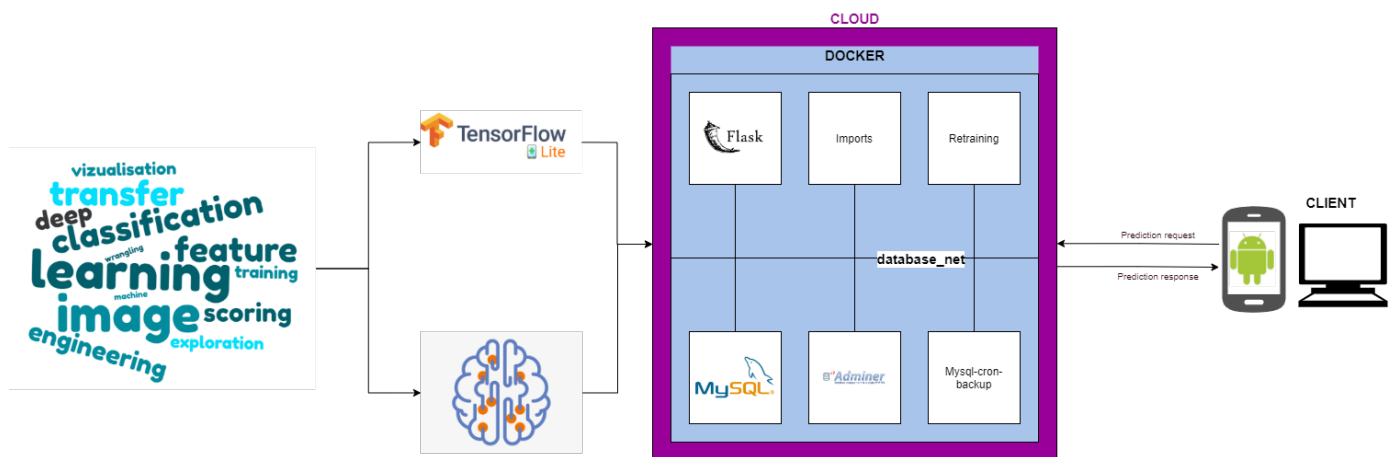 vizualisation
transfer
deep
classification
wrangling
feature
learning
training
machine
image
scoring
engineering
exploration
TensorFlow
Lite
CLOUD
DOCKER
Flask
Imports
Retraining
database_net
MySQL
Adminer
Mysql-cron-
backup
Prediction request
Prediction response
CLIENT